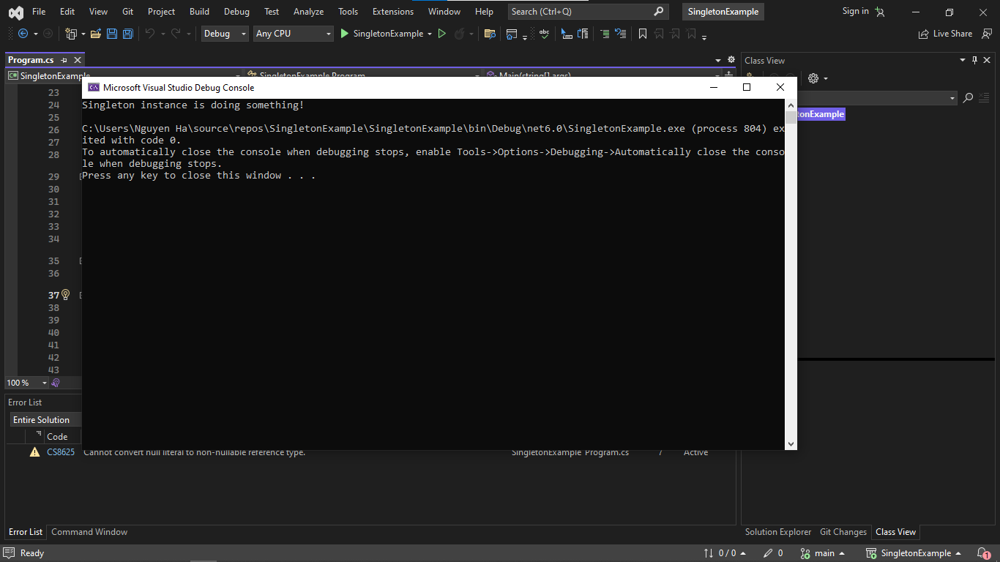 File Edit View Git Project Build Debug Test Analyze Tools Extensions Window Help Search (Ctrl+Q) SingletonExample Sign in
Debug Any CPU SingletonExample Live Share
Program.cs
SingletonExample SingletonExample.Program Main(string[] args)
Class View
Microsoft Visual Studio Debug Console
Singleton instance is doing something!
C:\Users\Nguyen Ha\source\repos\SingletonExample\SingletonExample\bin\Debug\net6.0\SingletonExample.exe (process 804) ex
ited with code 0.
To automatically close the console when debugging stops, enable Tools->Options->Debugging->Automatically close the conso
le when debugging stops.
Press any key to close this window . . .
onExample
23
24
25
26
27
28
29
30
31
32
33
34
35
36
37
38
39
40
41
42
43
100 %
Error List
Entire Solution
Code
CS8625 Cannot convert null literal to non-nullable reference type. SingletonExample Program.cs 7 Active
Error List Command Window
Solution Explorer Git Changes Class View
Ready 0 / 0 0 main SingletonExample 1